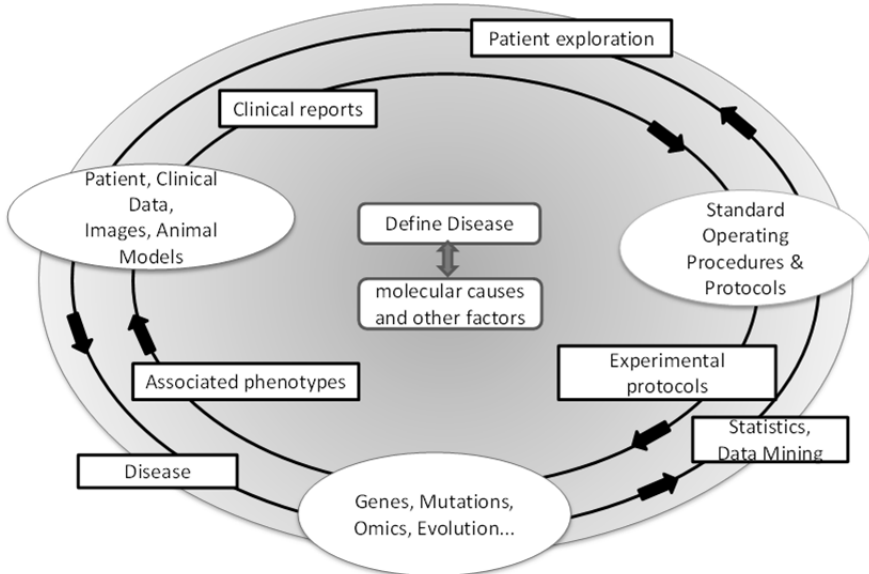 Patient exploration
Clinical reports
Patient, Clinical
Data,
Images, Animal
Models
Define Disease
Standard
Operating
Procedures &
Protocols
molecular causes
and other factors
Experimental
protocols
Associated phenotypes
Statistics,
Data Mining
Disease
Genes, Mutations,
Omics, Evolution...